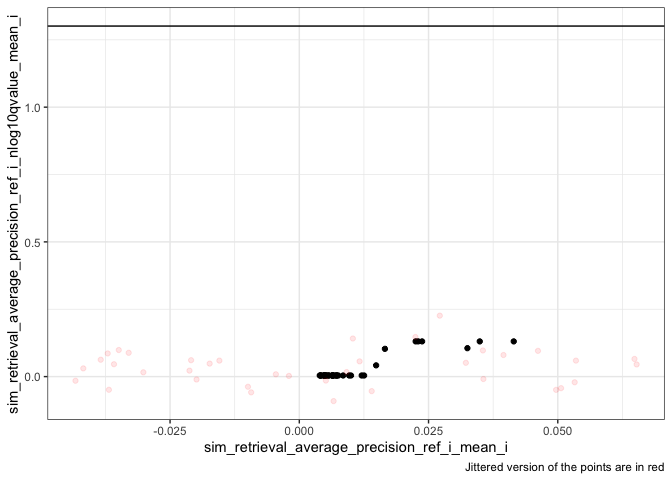 sim_retrieval_average_precision_ref_i_nlog10qvalue_mean_i
1.0
0.5
0.0
-0.025
0.000
0.025
0.050
sim_retrieval_average_precision_ref_i_mean_i
Jittered version of the points are in red